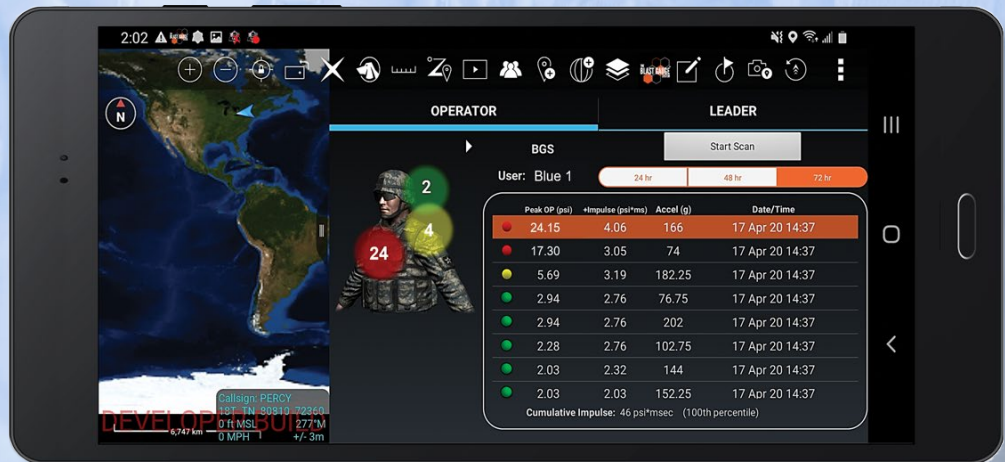 2:02
BLAST GAUGE
OPERATOR
LEADER
N
BGS
Start Scan
User: Blue 1
24 hr 48 hr 72 hr
2
4
24
Peak OP (psi) +Impulse (psi*ms) Accel (g) Date/Time
24.15 4.06 166 17 Apr 20 14:37
17.30 3.05 74 17 Apr 20 14:37
5.69 3.19 182.25 17 Apr 20 14:37
2.94 2.76 76.75 17 Apr 20 14:37
2.94 2.76 202 17 Apr 20 14:37
2.28 2.76 102.75 17 Apr 20 14:37
2.03 2.32 144 17 Apr 20 14:37
2.03 2.03 152.25 17 Apr 20 14:37
Cumulative Impulse: 46 psi*msec (100th percentile)
Callsign: PERCY
18T TN 80810 72360
0 ft MSL 277°M
0 MPH +/- 3m
DEVELOPER BUILD
6,747 km